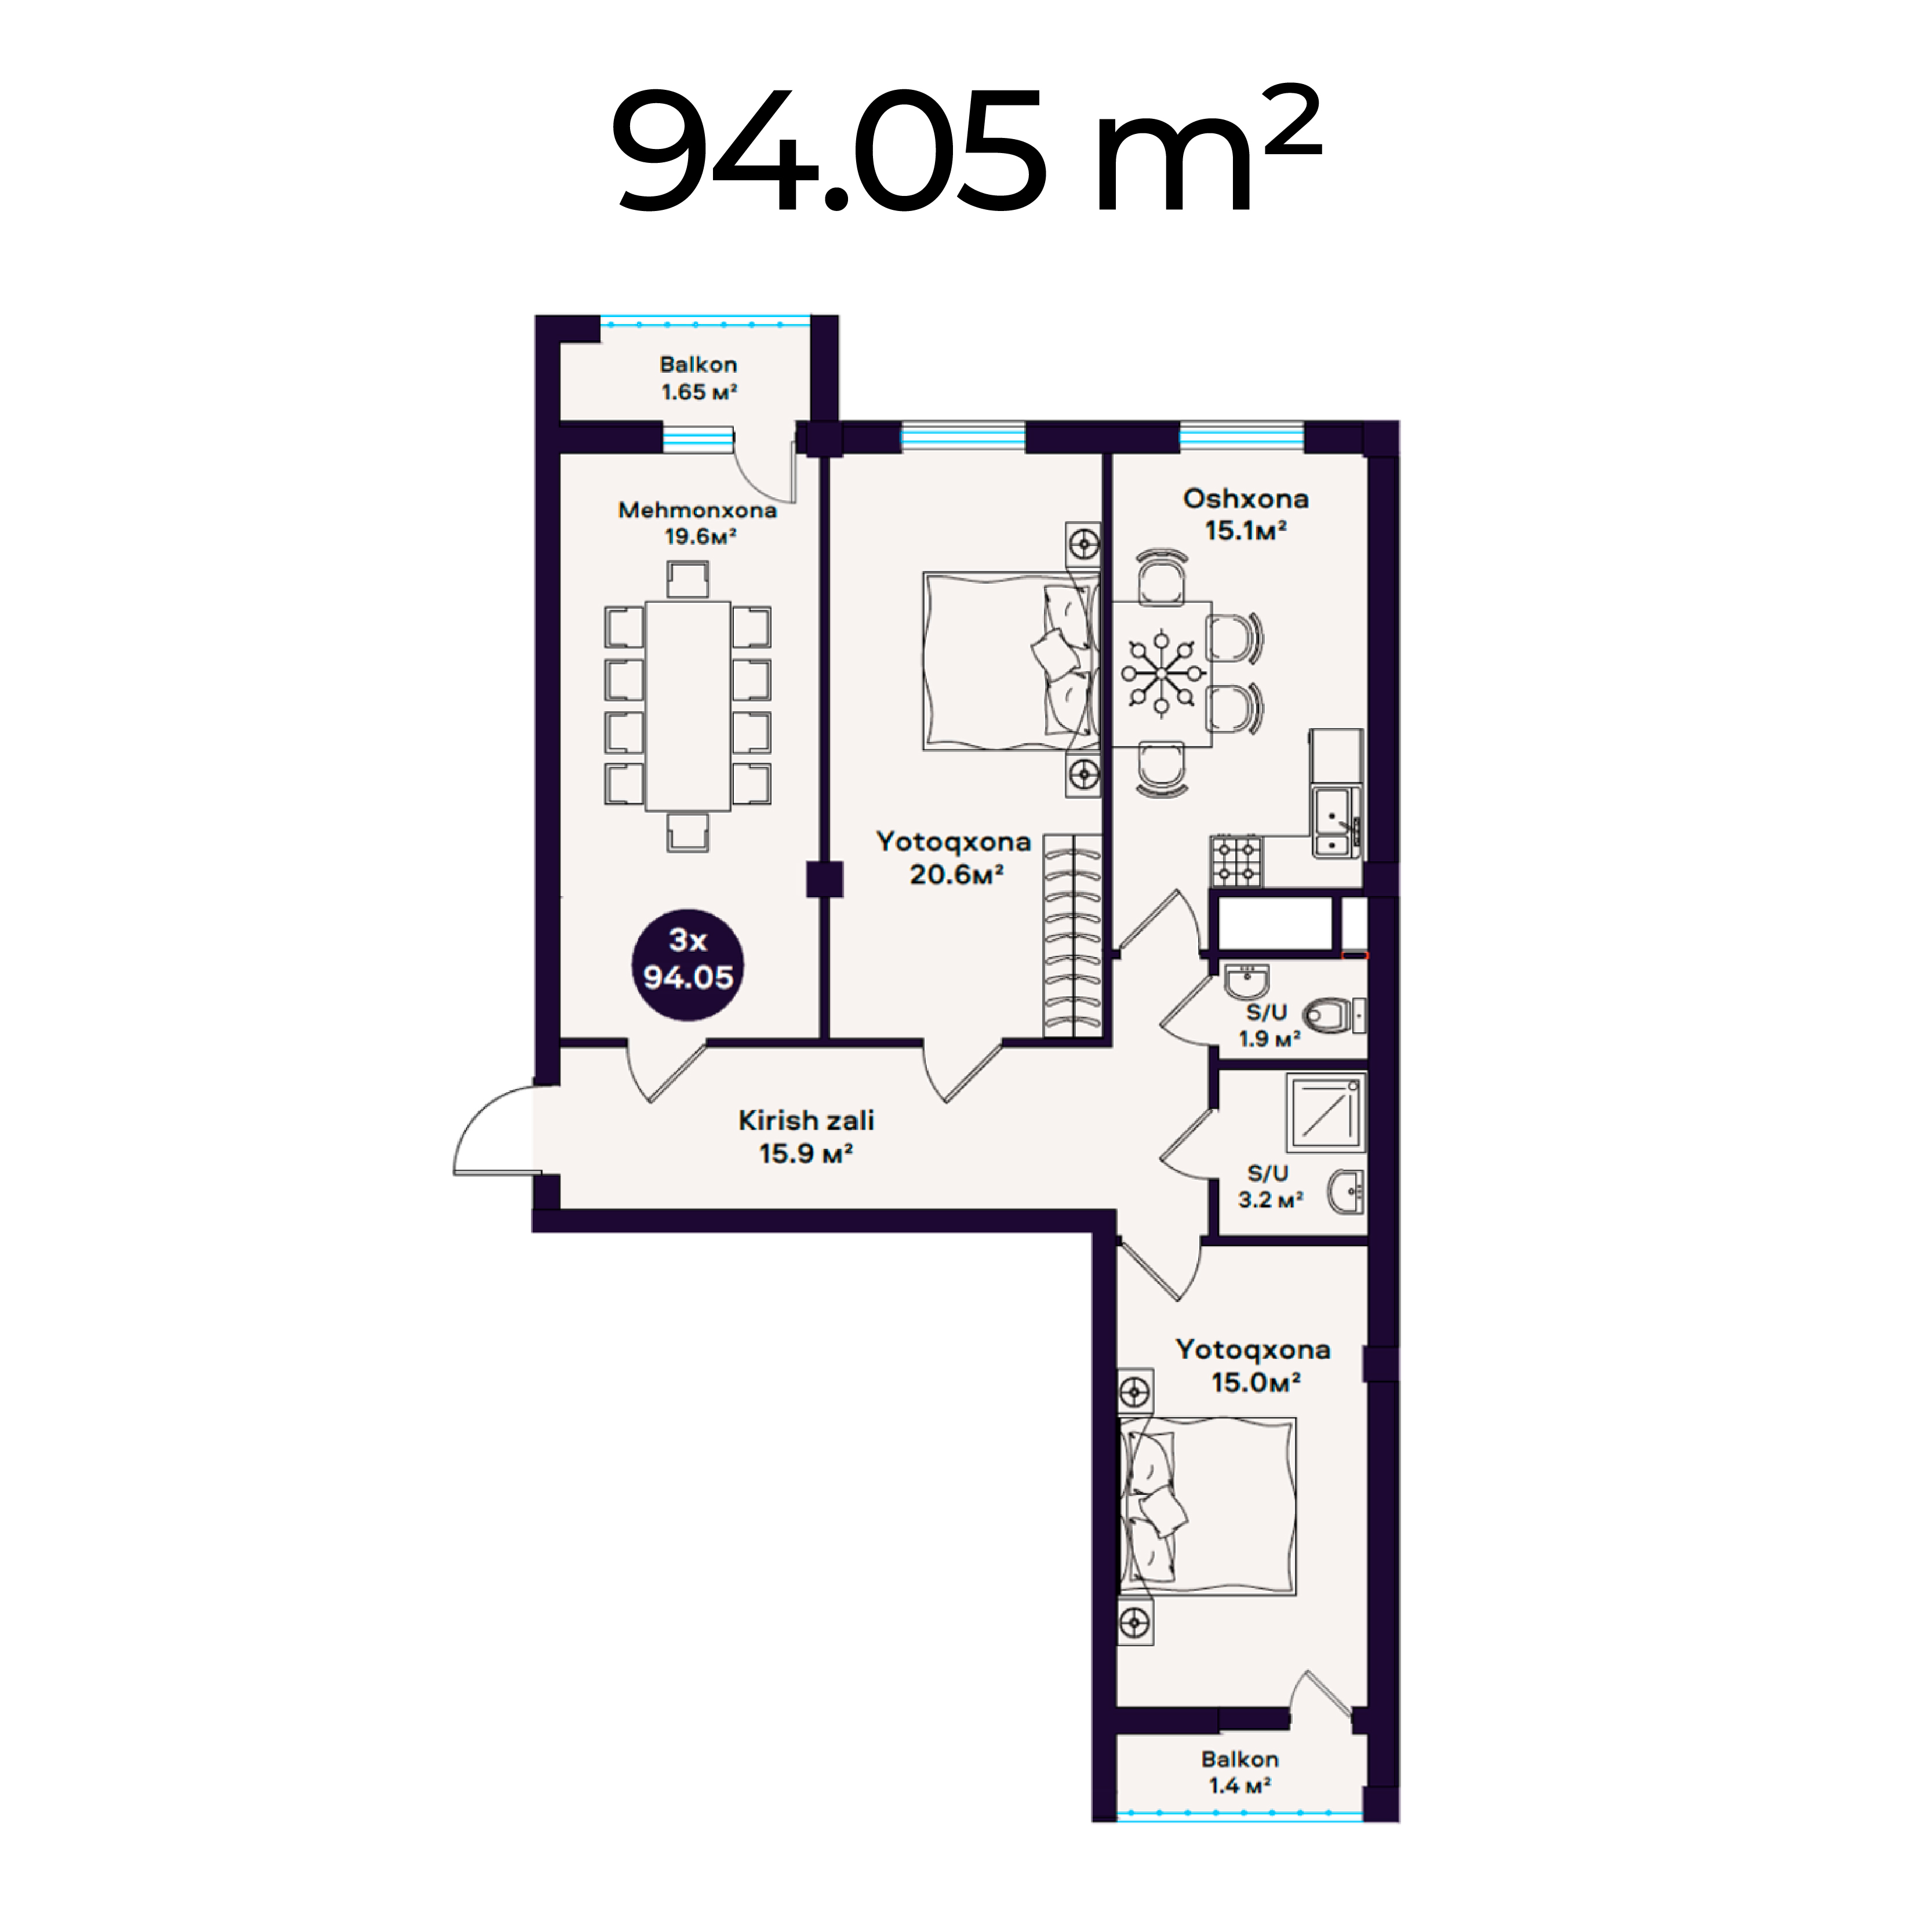 94.05 m²
Balkon
1.65 м²
Mehmonxona
19.6м²
Oshxona
15.1м²
Yotoqxona
20.6м²
3x
94.05
S/U
1.9 м²
Kirish zali
15.9 м²
S/U
3.2 м²
Yotoqxona
15.0м²
Balkon
1.4 м²